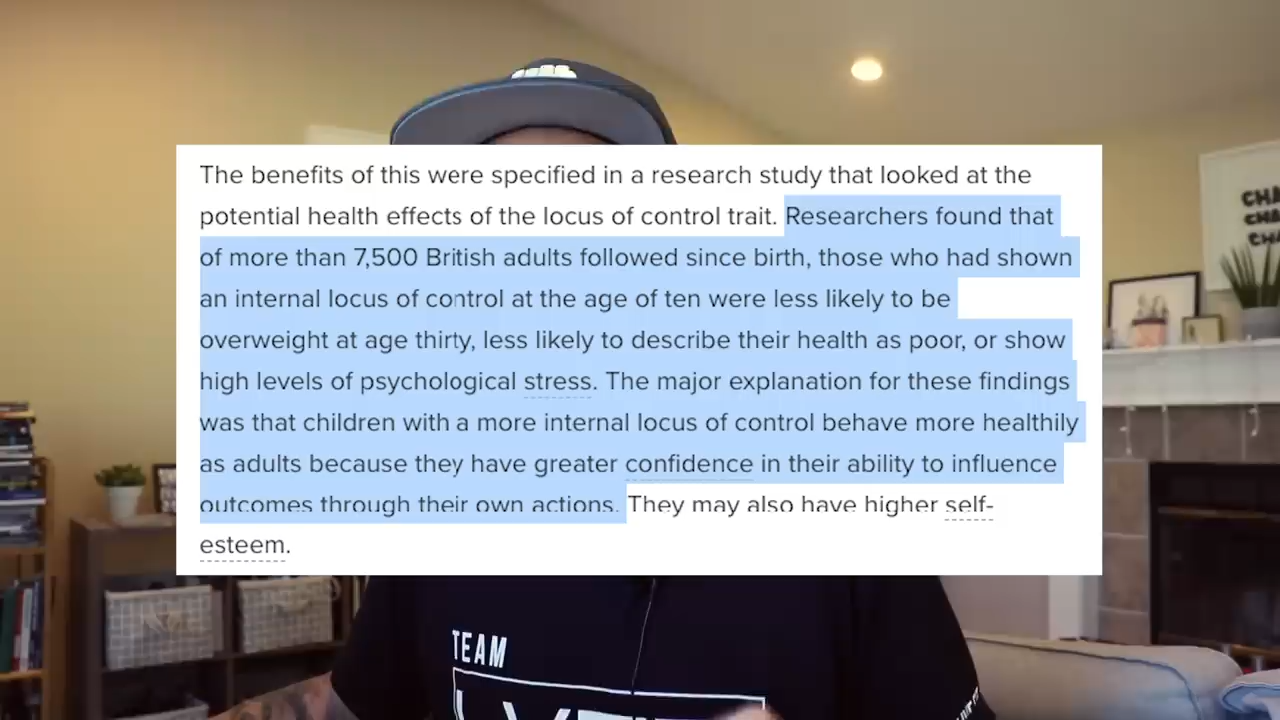 The benefits of this were specified in a research study that looked at the
potential health effects of the locus of control trait. Researchers found that
of more than 7,500 British adults followed since birth, those who had shown
an internal locus of control at the age of ten were less likely to be
overweight at age thirty, less likely to describe their health as poor, or show
high levels of psychological stress. The major explanation for these findings
was that children with a more internal locus of control behave more healthily
as adults because they have greater confidence in their ability to influence
outcomes through their own actions. They may also have higher self-
esteem.
TEAM